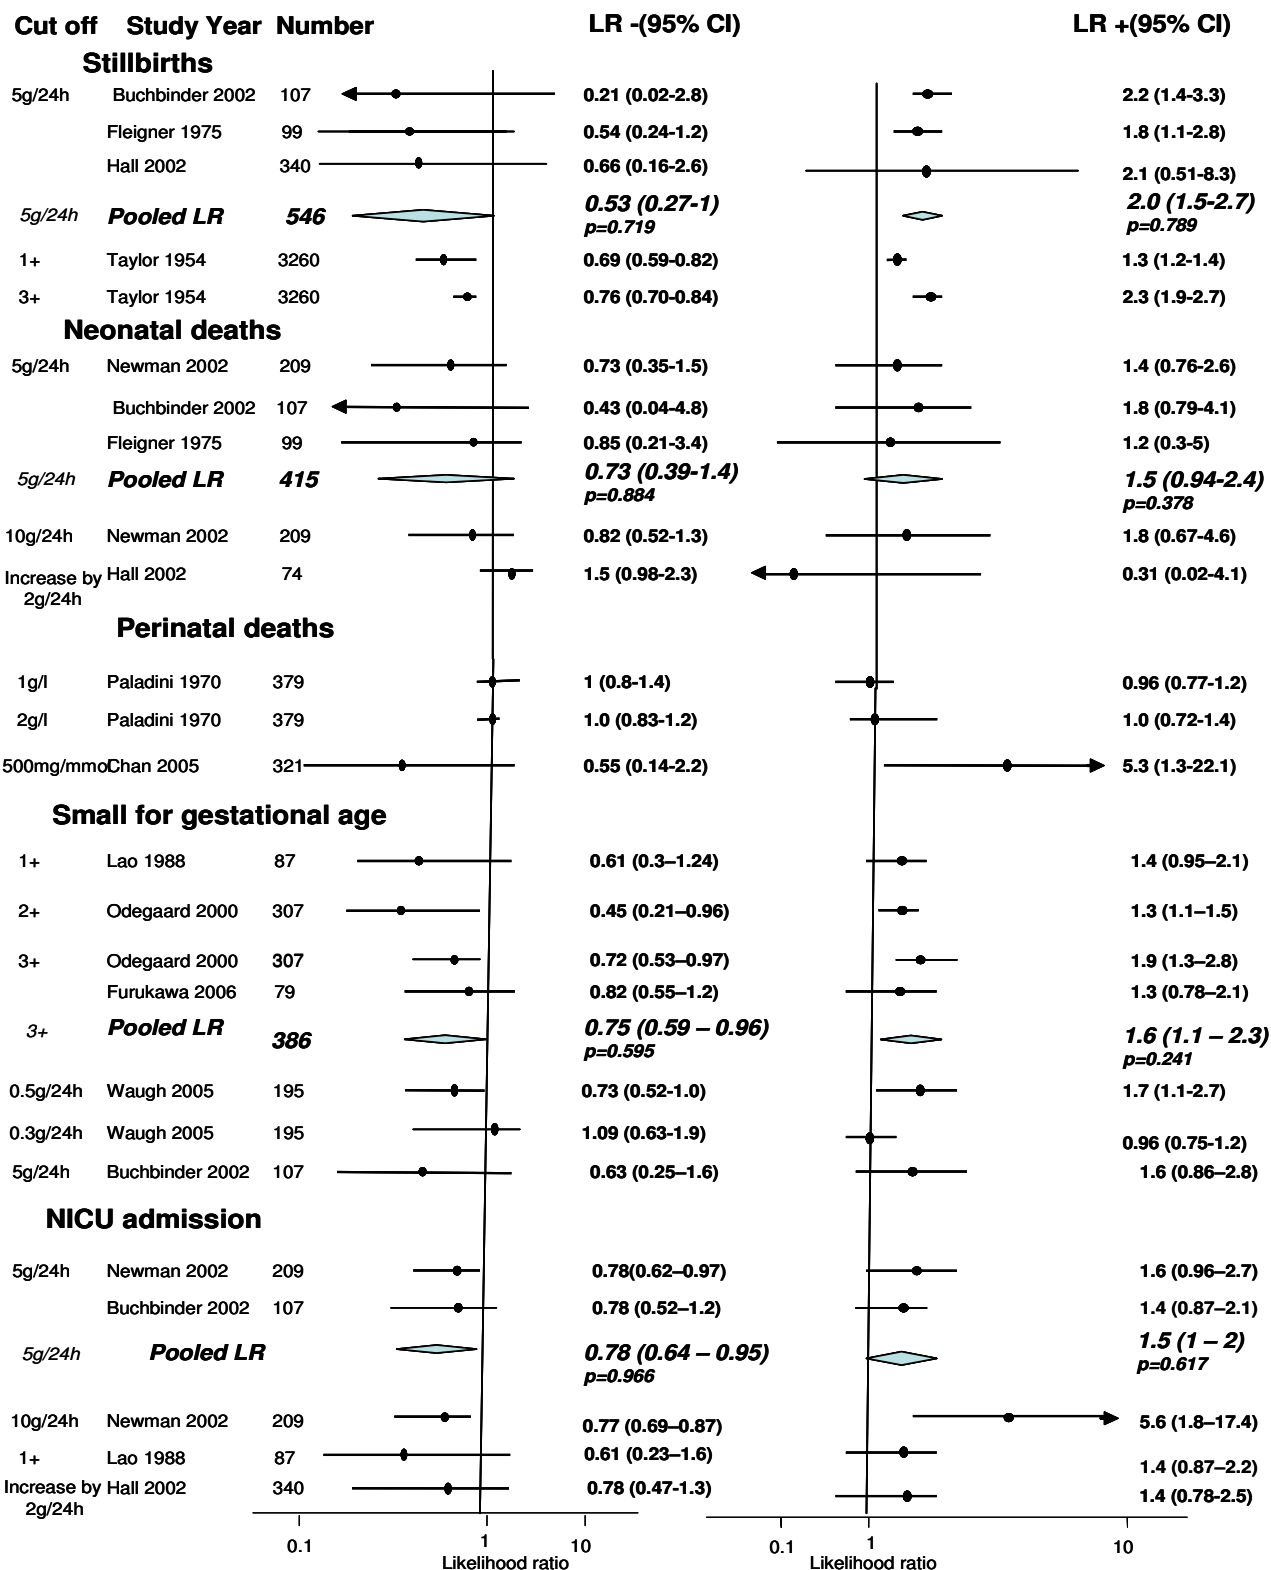 Cut off Study Year Number LR -(95% CI) LR +(95% CI)
Stillbirths
5g/24h Buchbinder 2002 107 0.21 (0.02-2.8) 2.2 (1.4-3.3)
Fleigner 1975 99 0.54 (0.24-1.2) 1.8 (1.1-2.8)
Hall 2002 340 0.66 (0.16-2.6) 2.1 (0.51-8.3)
5g/24h Pooled LR 546 0.53 (0.27-1) 2.0 (1.5-2.7)
p=0.719 p=0.789
1+ Taylor 1954 3260 0.69 (0.59-0.82) 1.3 (1.2-1.4)
3+ Taylor 1954 3260 0.76 (0.70-0.84) 2.3 (1.9-2.7)
Neonatal deaths
5g/24h Newman 2002 209 0.73 (0.35-1.5) 1.4 (0.76-2.6)
Buchbinder 2002 107 0.43 (0.04-4.8) 1.8 (0.79-4.1)
Fleigner 1975 99 0.85 (0.21-3.4) 1.2 (0.3-5)
5g/24h Pooled LR 415 0.73 (0.39-1.4) 1.5 (0.94-2.4)
p=0.884 p=0.378
10g/24h Newman 2002 209 0.82 (0.52-1.3) 1.8 (0.67-4.6)
Increase by Hall 2002 74 1.5 (0.98-2.3) 0.31 (0.02-4.1)
2g/24h
Perinatal deaths
1g/l Paladini 1970 379 1 (0.8-1.4) 0.96 (0.77-1.2)
2g/l Paladini 1970 379 1.0 (0.83-1.2) 1.0 (0.72-1.4)
500mg/mmol Chan 2005 321 0.55 (0.14-2.2) 5.3 (1.3-22.1)
Small for gestational age
1+ Lao 1988 87 0.61 (0.3–1.24) 1.4 (0.95–2.1)
2+ Odegaard 2000 307 0.45 (0.21–0.96) 1.3 (1.1–1.5)
3+ Odegaard 2000 307 0.72 (0.53–0.97) 1.9 (1.3–2.8)
Furukawa 2006 79 0.82 (0.55–1.2) 1.3 (0.78–2.1)
3+ Pooled LR 386 0.75 (0.59 – 0.96) 1.6 (1.1 – 2.3)
p=0.595 p=0.241
0.5g/24h Waugh 2005 195 0.73 (0.52-1.0) 1.7 (1.1-2.7)
0.3g/24h Waugh 2005 195 1.09 (0.63-1.9) 0.96 (0.75-1.2)
5g/24h Buchbinder 2002 107 0.63 (0.25–1.6) 1.6 (0.86–2.8)
NICU admission
5g/24h Newman 2002 209 0.78(0.62–0.97) 1.6 (0.96–2.7)
Buchbinder 2002 107 0.78 (0.52–1.2) 1.4 (0.87–2.1)
5g/24h Pooled LR 0.78 (0.64 – 0.95) 1.5 (1 – 2)
p=0.966 p=0.617
10g/24h Newman 2002 209 0.77 (0.69–0.87) 5.6 (1.8–17.4)
1+ Lao 1988 87 0.61 (0.23–1.6) 1.4 (0.87–2.2)
Increase by Hall 2002 340 0.78 (0.47-1.3) 1.4 (0.78-2.5)
2g/24h
0.1 1 10 0.1 1 10
Likelihood ratio Likelihood ratio